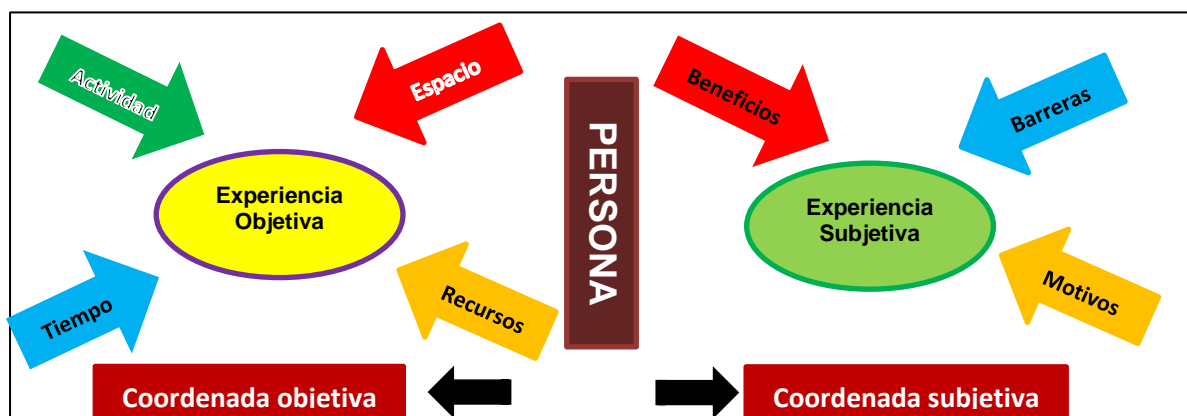 Actividad
Espacio
Experiencia
Objetiva
Tiempo
Recursos
PERSONA
Beneficios
Barreras
Experiencia
Subjetiva
Motivos
Coordenada objetiva
Coordenada subjetiva